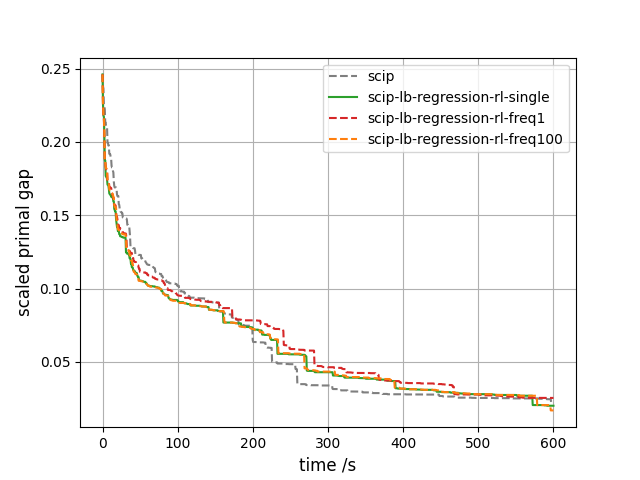 scip
scip-lb-regression-rl-single
scip-lb-regression-rl-freq1
scip-lb-regression-rl-freq100
0.25
0.20
0.15
0.10
0.05
scaled primal gap
0 100 200 300 400 500 600
time /s